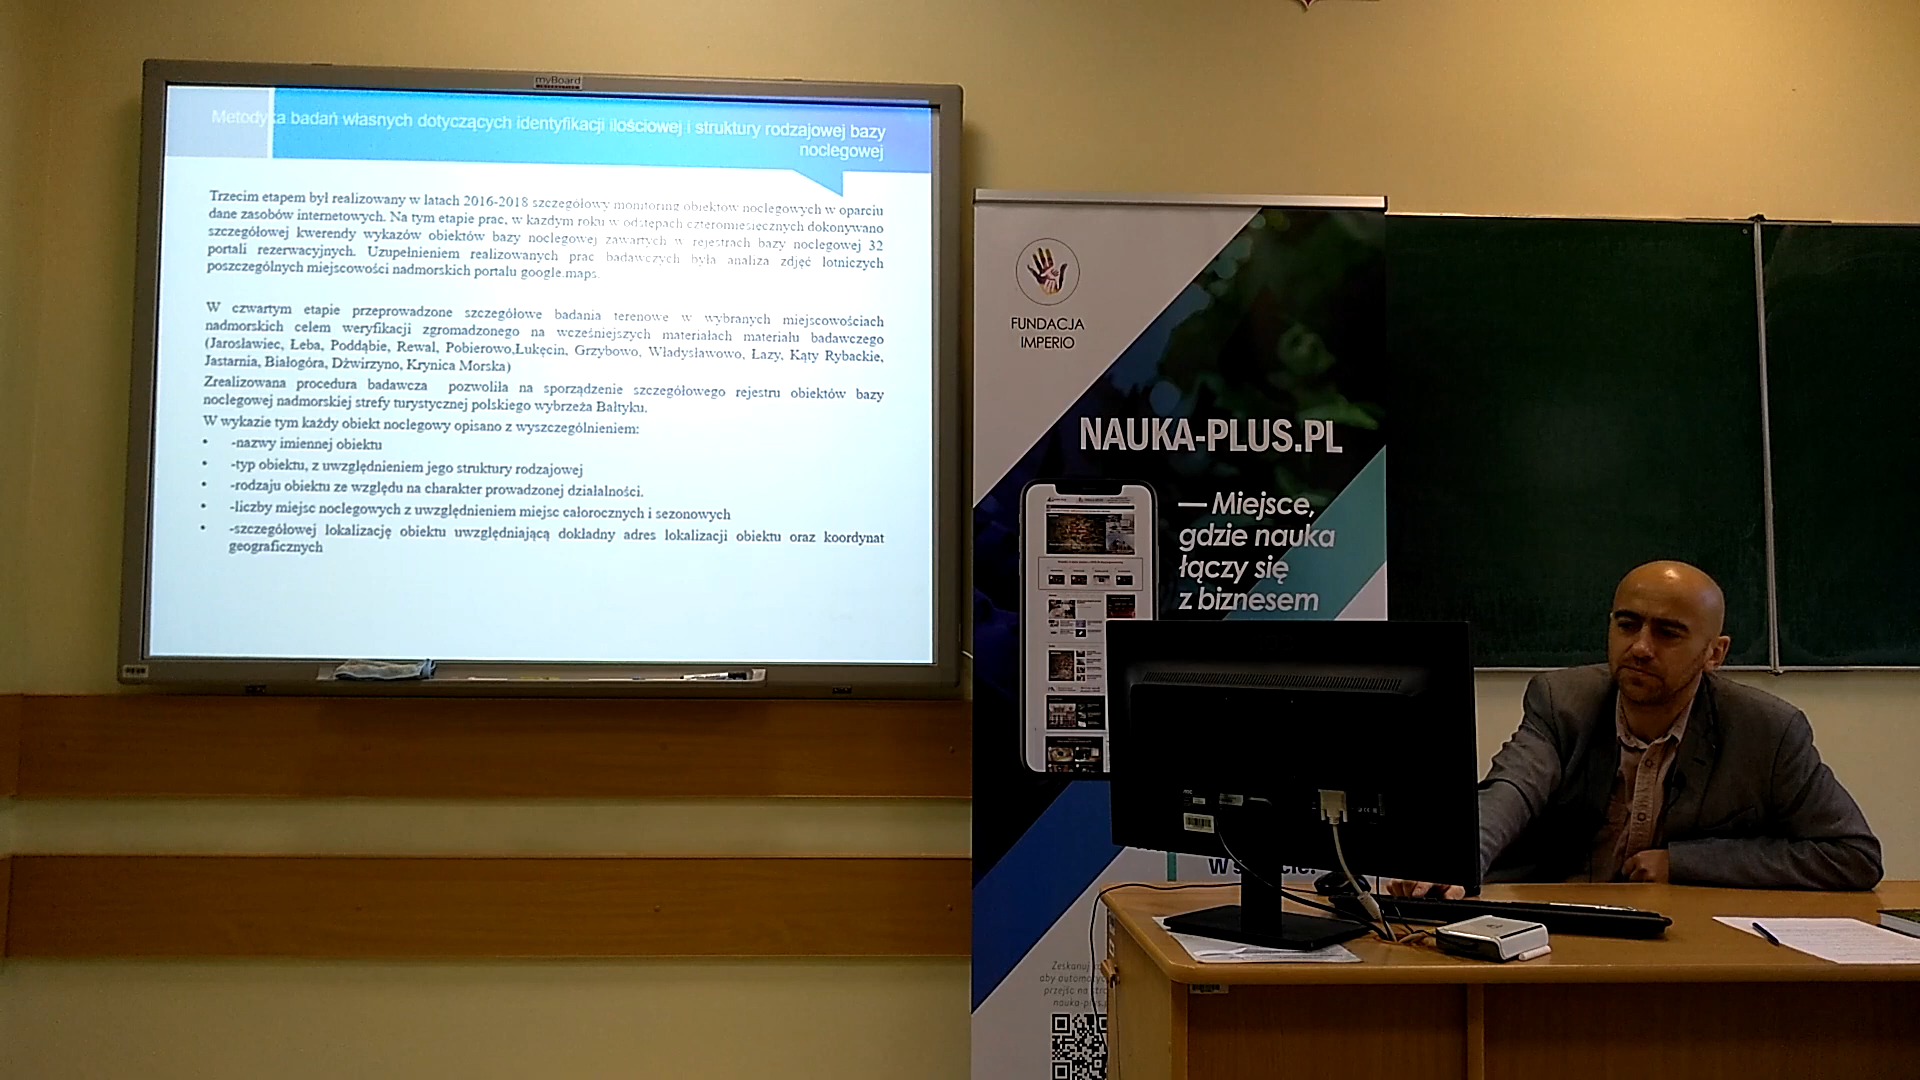 myBoard
Metodyka badań własnych dotyczących identyfikacji ilościowej i struktury rodzajowej bazy
noclegowej
Trzecim etapem był realizowany w latach 2016-2018 szczegółowy monitoring obiektów noclegowych w oparciu
dane zasobów internetowych. Na tym etapie prac, w każdym roku w odstępach czteromiesięcznych dokonywano
szczegółowej kwerendy wykazów obiektów bazy noclegowej zawartych w rejestrach bazy noclegowej 32
portali rezerwacyjnych. Uzupełnieniem realizowanych prac badawczych była analiza zdjęć lotniczych
poszczególnych miejscowości nadmorskich portalu google.maps.
W czwartym etapie przeprowadzone szczegółowe badania terenowe w wybranych miejscowościach
nadmorskich celem weryfikacji zgromadzonego na wcześniejszych materiałach materiału badawczego
(Jarosławiec, Łeba, Poddąbie, Rewal, Pobierowo,Łukęcin, Grzybowo, Władysławowo, Łazy, Kąty Rybackie,
Jastarnia, Białogóra, Dźwirzyno, Krynica Morska)
Zrealizowana procedura badawcza pozwoliła na sporządzenie szczegółowego rejestru obiektów bazy
noclegowej nadmorskiej strefy turystycznej polskiego wybrzeża Bałtyku.
W wykazie tym każdy obiekt noclegowy opisano z wyszczególnieniem:
• -nazwy imiennej obiektu
• -typ obiektu, z uwzględnieniem jego struktury rodzajowej
• -rodzaju obiektu ze względu na charakter prowadzonej działalności.
• -liczby miejsc noclegowych z uwzględnieniem miejsc całorocznych i sezonowych
• -szczegółowej lokalizację obiektu uwzględniającą dokładny adres lokalizacji obiektu oraz koordynat
geograficznych
FUNDACJA
IMPERIO
NAUKA-PLUS.PL
— Miejsce,
gdzie nauka
łączy się
z biznesem
Zeskanuj
aby
przejść na